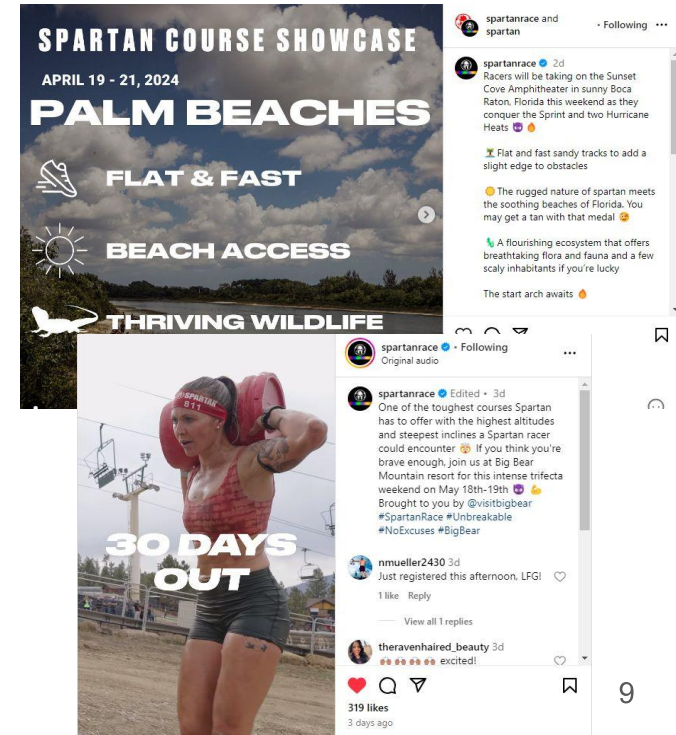 SPARTAN COURSE SHOWCASE
APRIL 19 - 21, 2024
PALM BEACHES
FLAT & FAST
BEACH ACCESS
THRIVING WILDLIFE
spartanrace and
spartan
• Following •••
spartanrace 2d
Racers will be taking on the Sunset
Cove Amphitheater in sunny Boca
Raton, Florida this weekend as they
conquer the Sprint and two Hurricane
Heats 😈 🔥
🏝️ Flat and fast sandy tracks to add a
slight edge to obstacles
🌞 The rugged nature of spartan meets
the soothing beaches of Florida. You
may get a tan with that medal 😉
🦎 A flourishing ecosystem that offers
breathtaking flora and fauna and a few
scaly inhabitants if you're lucky
The start arch awaits 🔥
SPARTAN
811
30 DAYS
OUT
spartanrace • Following
Original audio
•••
spartanrace Edited • 3d
One of the toughest courses Spartan
has to offer with the highest altitudes
and steepest inclines a Spartan racer
could encounter 🤯 If you think you're
brave enough, join us at Big Bear
Mountain resort for this intense trifecta
weekend on May 18th-19th 😈 💪
Brought to you by @visitbigbear
#SpartanRace #Unbreakable
#NoExcuses #BigBear
nmueller2430 3d
Just registered this afternoon, LFG!
1 like Reply
View all 1 replies
theravenhaired_beauty 3d
👏🏽👏🏽👏🏽👏🏽 excited!
319 likes
3 days ago
9